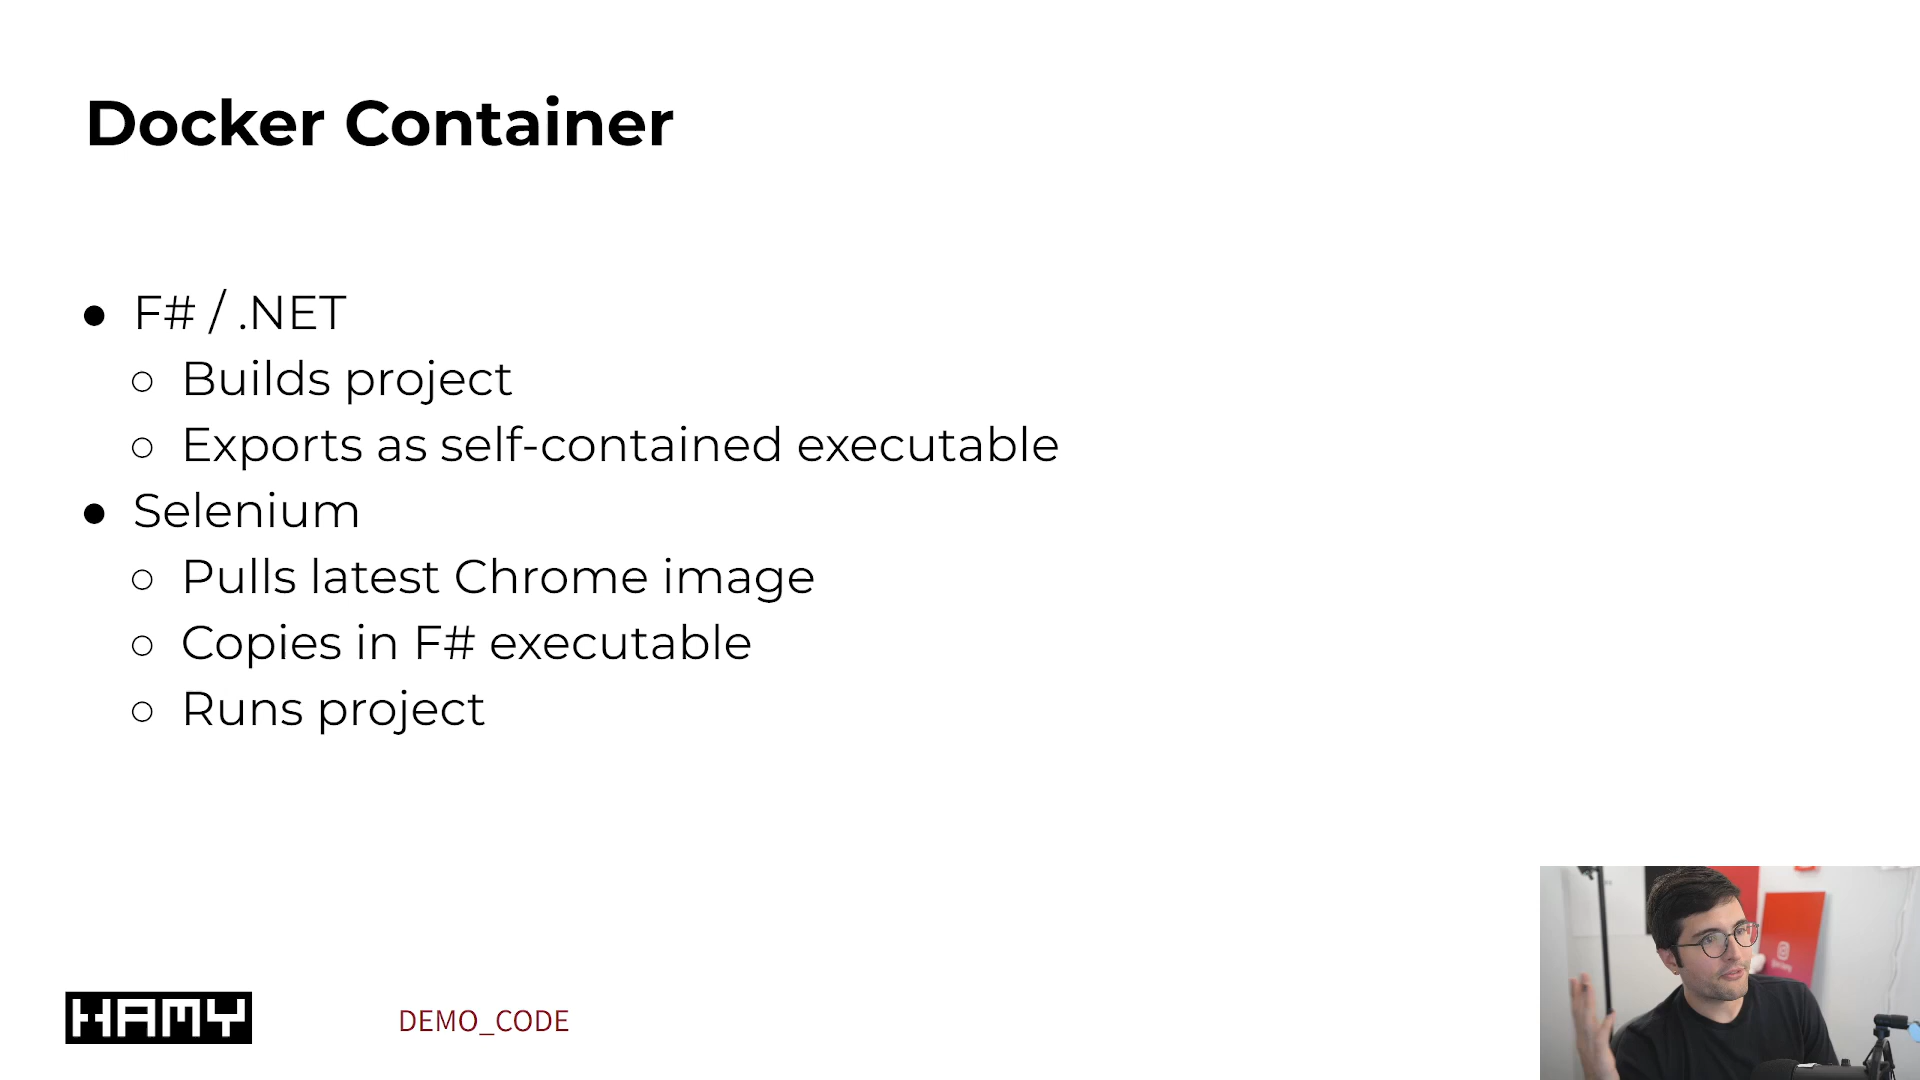 Docker Container
● F# / .NET
○ Builds project
○ Exports as self-contained executable
● Selenium
○ Pulls latest Chrome image
○ Copies in F# executable
○ Runs project
HAMY
DEMO_CODE